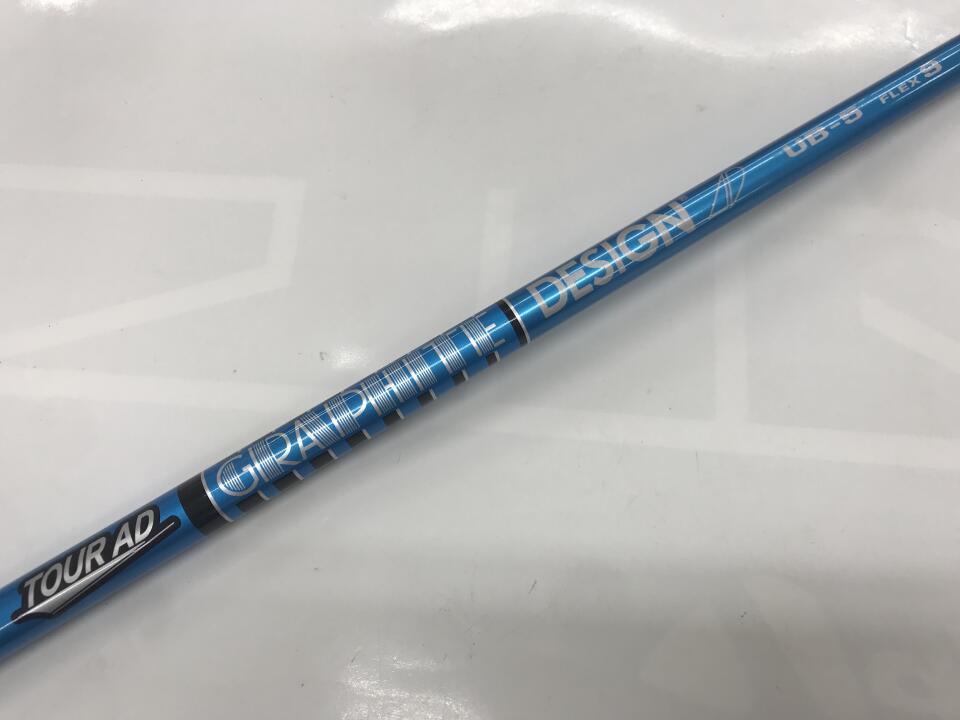 TOUR AD
GRAPHITE DESIGN
UB-5 FLEX S